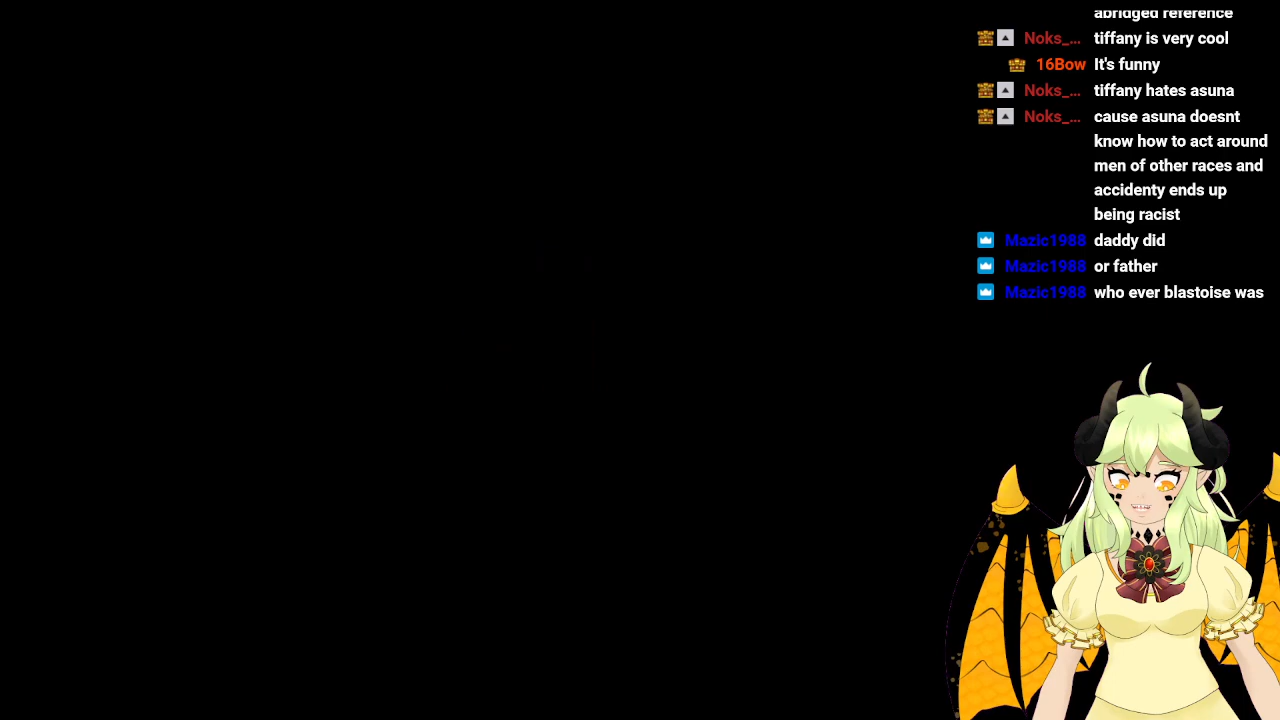 abridged reference
Noks_... tiffany is very cool
16Bow It's funny
Noks_... tiffany hates asuna
Noks_... cause asuna doesnt
know how to act around
men of other races and
accidenty ends up
being racist
Mazic1988 daddy did
Mazic1988 or father
Mazic1988 who ever blastoise was